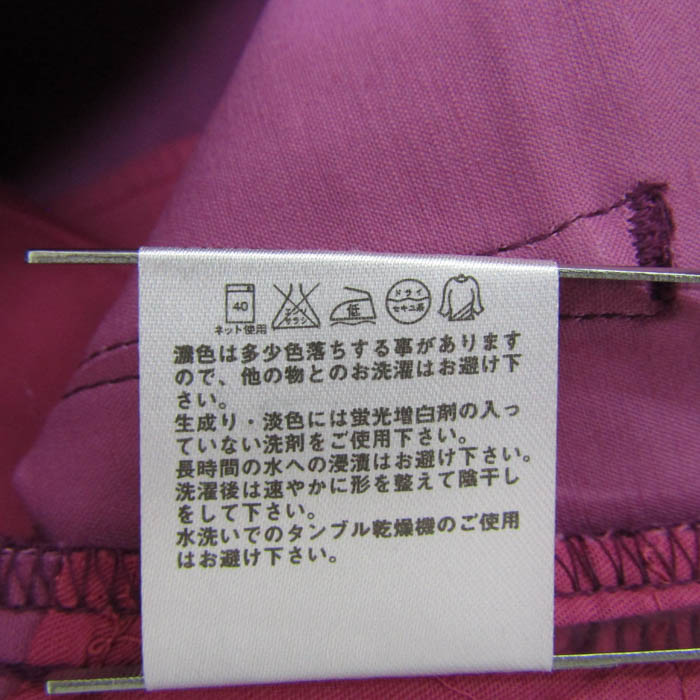 40
エンソ
サラシ
低
ドライ
セキユ系
ネット使用
濃色は多少色落ちする事があります
ので、他の物とのお洗濯はお避け下
さい。
生成り・淡色には蛍光増白剤の入っ
ていない洗剤をご使用下さい。
長時間の水への浸漬はお避け下さい。
洗濯後は速やかに形を整えて陰干し
をして下さい。
水洗いでのタンブル乾燥機のご使用
はお避け下さい。